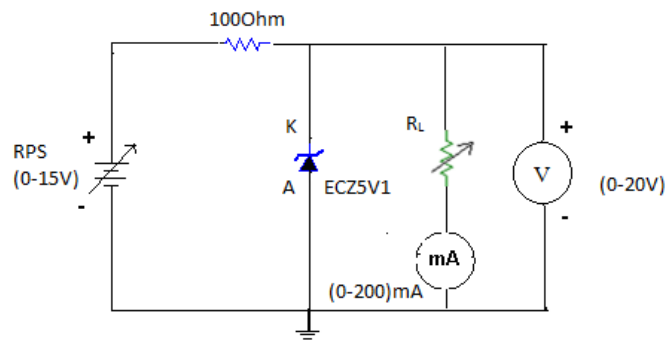 100Ohm
+
RPS
(0-15V)
-
K
A
ECZ5V1
RL
mA
(0-200)mA
+
V
(0-20V)
-